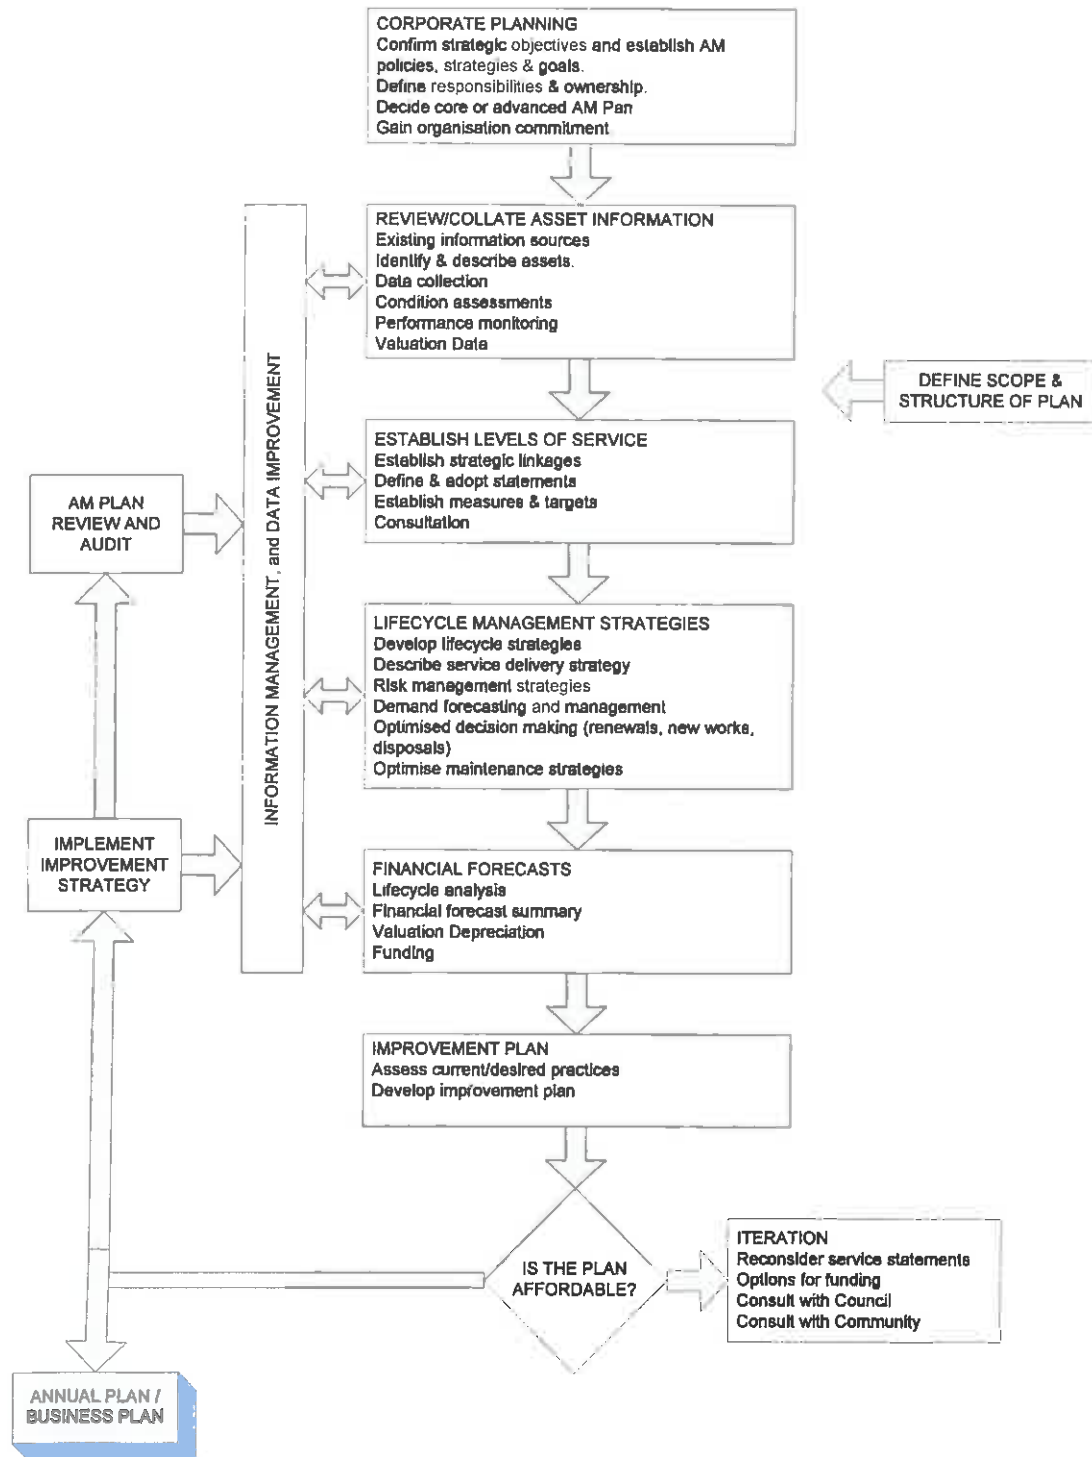 CORPORATE PLANNING
Confirm strategic objectives and establish AM
policies, strategies & goals.
Define responsibilities & ownership.
Decide core or advanced AM Pan
Gain organisation commitment
REVIEW/COLLATE ASSET INFORMATION
Existing information sources
Identify & describe assets.
Data collection
Condition assessments
Performance monitoring
Valuation Data
DEFINE SCOPE &
STRUCTURE OF PLAN
INFORMATION MANAGEMENT, and DATA IMPROVEMENT
ESTABLISH LEVELS OF SERVICE
Establish strategic linkages
Define & adopt statements
Establish measures & targets
Consultation
AM PLAN
REVIEW AND
AUDIT
LIFECYCLE MANAGEMENT STRATEGIES
Develop lifecycle strategies
Describe service delivery strategy
Risk management strategies
Demand forecasting and management
Optimised decision making (renewals, new works,
disposals)
Optimise maintenance strategies
IMPLEMENT
IMPROVEMENT
STRATEGY
FINANCIAL FORECASTS
Lifecycle analysis
Financial forecast summary
Valuation Depreciation
Funding
IMPROVEMENT PLAN
Assess current/desired practices
Develop improvement plan
IS THE PLAN
AFFORDABLE?
ITERATION
Reconsider service statements
Options for funding
Consult with Council
Consult with Community
ANNUAL PLAN /
BUSINESS PLAN